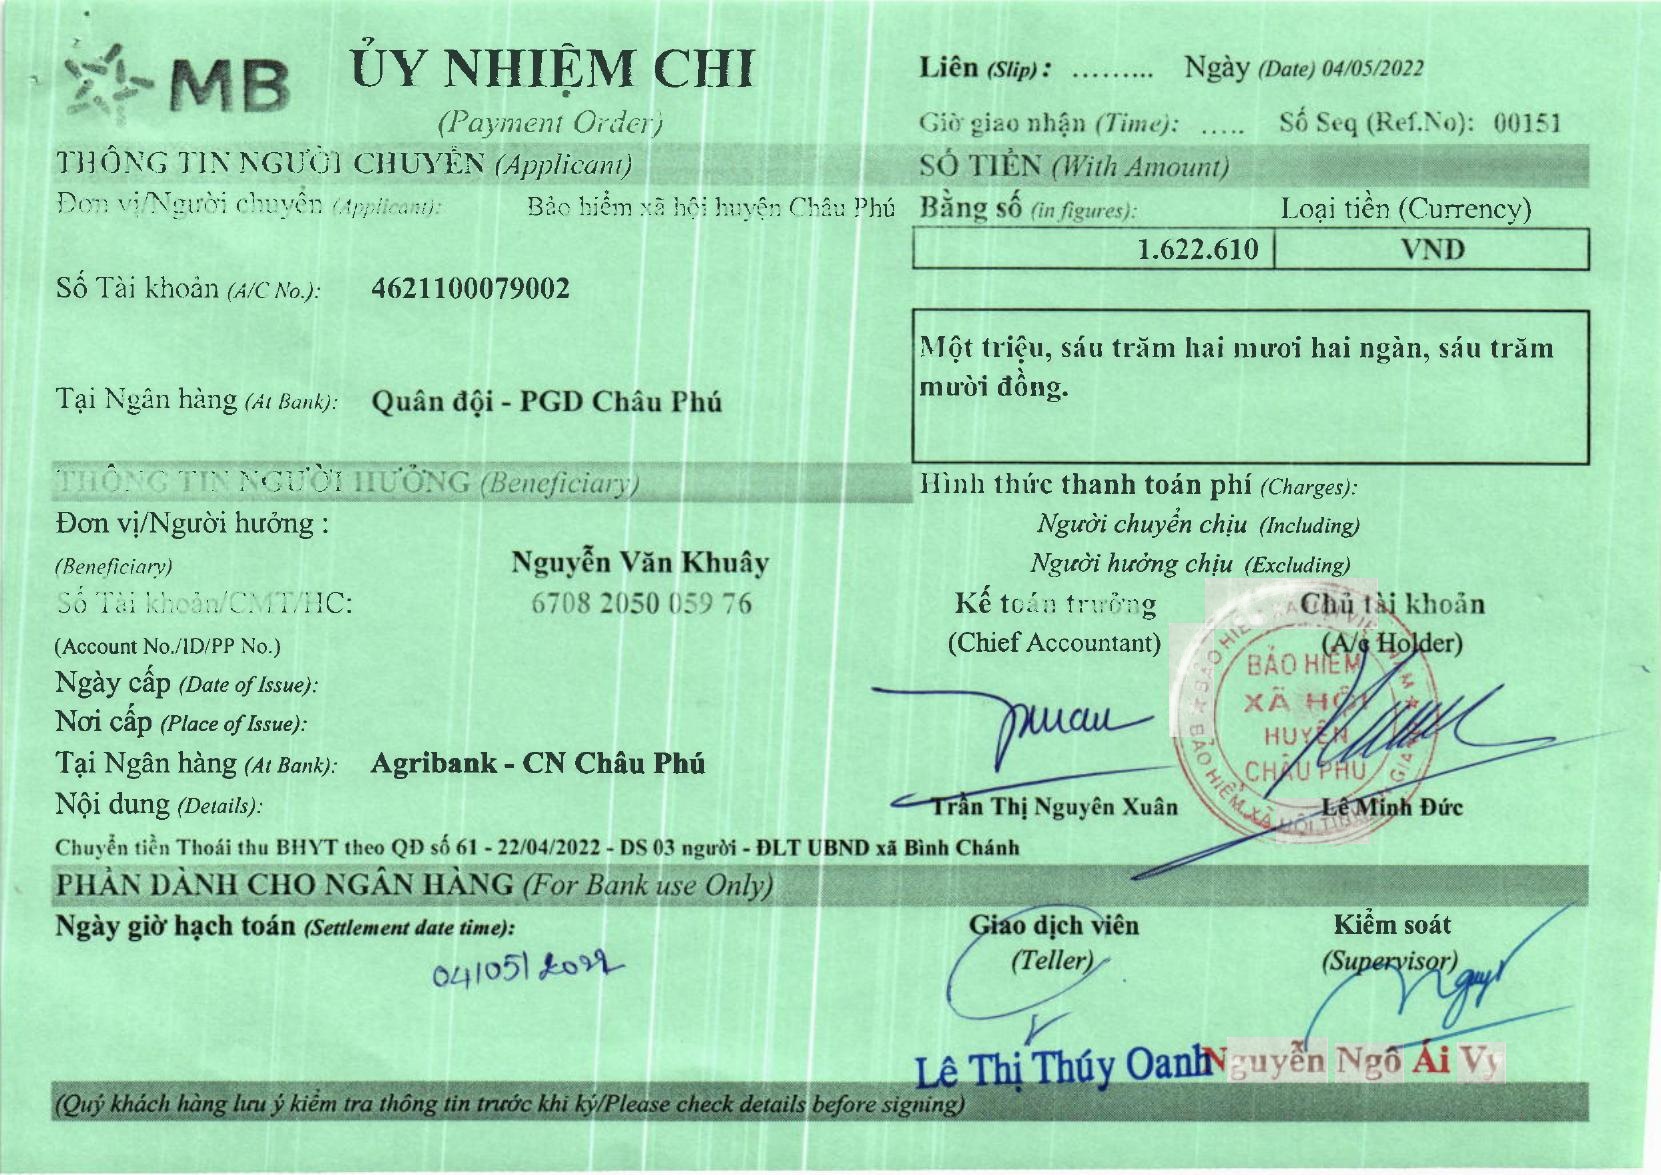 MB
ỦY NHIỆM CHI
(Payment Order)
Liên (Slip) : ......... Ngày (Date) 04/05/2022
Giờ giao nhận (Time): ..... Số Seq (Ref.No): 00151
THÔNG TIN NGƯỜI CHUYỂN (Applicant)
Đơn vị/Người chuyển (Applicant): Bảo hiểm xã hội huyện Châu Phú
Số Tài khoản (A/C No.): 4621100079002
Tại Ngân hàng (At Bank): Quân đội - PGD Châu Phú
SỐ TIỀN (With Amount)
Bằng số (in figures): Loại tiền (Currency)
1.622.610 VND
Một triệu, sáu trăm hai mươi hai ngàn, sáu trăm
mười đồng.
THÔNG TIN NGƯỜI HƯỞNG (Beneficiary)
Đơn vị/Người hưởng :
(Beneficiary) Nguyễn Văn Khuây
Số Tài khoản/CMT/HC: 6708 2050 059 76
(Account No./ID/PP No.)
Ngày cấp (Date of Issue):
Nơi cấp (Place of Issue):
Tại Ngân hàng (At Bank): Agribank - CN Châu Phú
Nội dung (Details):
Chuyển tiền Thoái thu BHYT theo QĐ số 61 - 22/04/2022 - DS 03 người - ĐLT UBND xã Bình Chánh
Hình thức thanh toán phí (Charges):
Người chuyển chịu (Including)
Người hưởng chịu (Excluding)
Kế toán trưởng Chủ tài khoản
(Chief Accountant) (A/c Holder)
BẢO HIỂM
XÃ HỘI
HUYỆN
CHÂU PHÚ
Trần Thị Nguyên Xuân Lê Minh Đức
PHẦN DÀNH CHO NGÂN HÀNG (For Bank use Only)
Ngày giờ hạch toán (Settlement date time):
04/05/2022
Giao dịch viên Kiểm soát
(Teller) (Supervisor)
Lê Thị Thúy Oanh Nguyễn Ngô Ái Vy
(Quý khách hàng lưu ý kiểm tra thông tin trước khi ký/Please check details before signing)